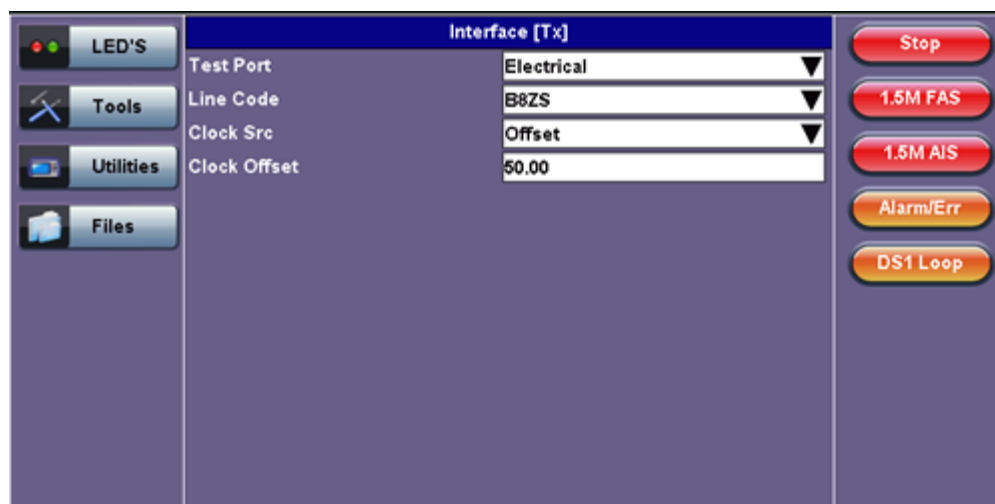 LED'S
Tools
Utilities
Files
Interface [Tx]
Test Port Electrical
Line Code B8ZS
Clock Src Offset
Clock Offset 50.00
Stop
1.5M FAS
1.5M AIS
Alarm/Err
DS1 Loop